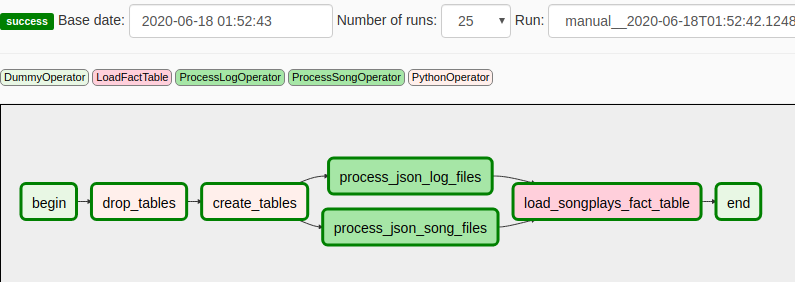 success Base date: 2020-06-18 01:52:43 Number of runs: 25 Run: manual__2020-06-18T01:52:42.1248
DummyOperator LoadFactTable ProcessLogOperator ProcessSongOperator PythonOperator
process_json_log_files
begin drop_tables create_tables load_songplays_fact_table end
process_json_song_files